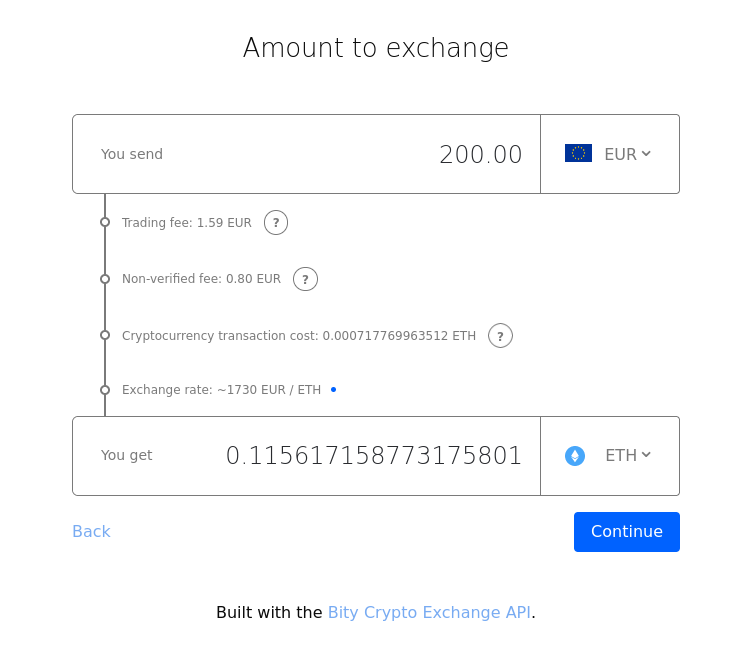 Amount to exchange
You send 200.00 EUR
Trading fee: 1.59 EUR ?
Non-verified fee: 0.80 EUR ?
Cryptocurrency transaction cost: 0.000717769963512 ETH ?
Exchange rate: ~1730 EUR / ETH
You get 0.115617158773175801 ETH
Back Continue
Built with the Bity Crypto Exchange API.